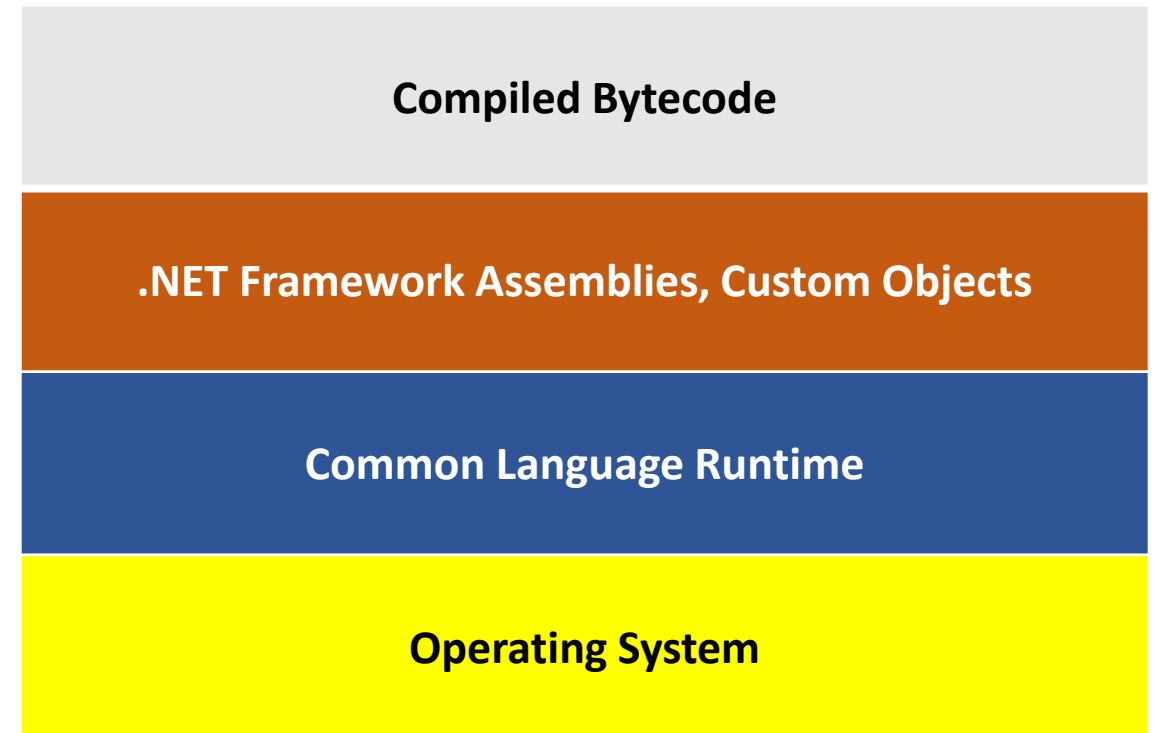 Compiled Bytecode
.NET Framework Assemblies, Custom Objects
Common Language Runtime
Operating System